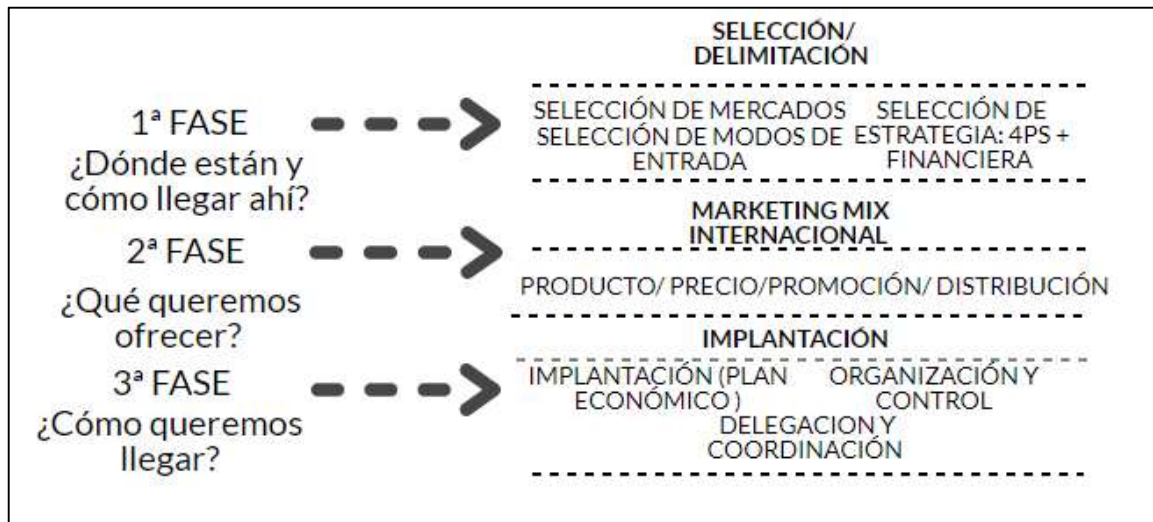 SELECCIÓN/
DELIMITACIÓN
1ª FASE
¿Dónde están y
cómo llegar ahí?
SELECCIÓN DE MERCADOS
SELECCIÓN DE MODOS DE
ENTRADA
SELECCIÓN DE
ESTRATEGIA: 4PS +
FINANCIERA
2ª FASE
¿Qué queremos
ofrecer?
MARKETING MIX
INTERNACIONAL
PRODUCTO/ PRECIO/PROMOCIÓN/ DISTRIBUCIÓN
3ª FASE
¿Cómo queremos
llegar?
IMPLANTACIÓN
IMPLANTACIÓN (PLAN
ECONÓMICO )
ORGANIZACIÓN Y
CONTROL
DELEGACION Y
COORDINACIÓN